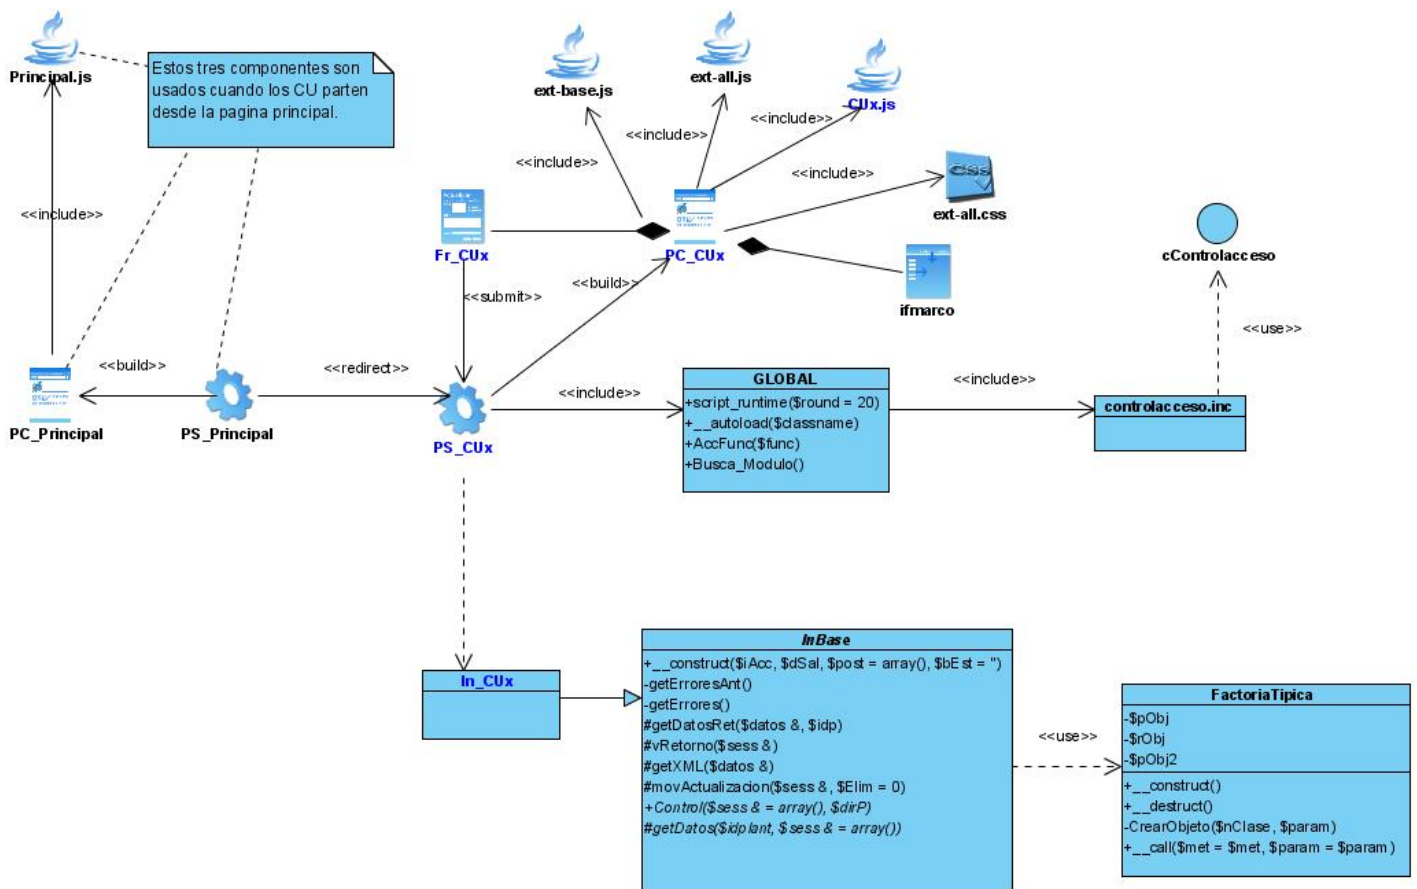 Principal.js
Estos tres componentes son
usados cuando los CU parten
desde la pagina principal.
ext-base.js
ext-all.js
CUx.js
<<include>>
<<include>>
<<include>>
<<include>>
CSS
ext-all.css
<<include>>
Fr_CUx
PC_CUx
cControlacceso
<<submit>>
<<build>>
ifmarco
<<use>>
<<build>>
<<redirect>>
PC_Principal
PS_Principal
PS_CUx
<<include>>
GLOBAL
+script_runtime($round = 20)
+__autoload($classname)
+AccFunc($func)
+Busca_Modulo()
<<include>>
controlacceso.inc
In_CUx
InBase
+__construct($iAcc, $dSal, $post = array(), $bEst = '')
-getErroresAnt()
-getErrores()
#getDatosRet($datos &, $idp)
#vRetorno($sess &)
#getXML($datos &)
#movActualizacion($sess &, $Elim = 0)
+Control($sess & = array(), $dirP)
#getDatos($idplant, $sess & = array())
<<use>>
FactoriaTipica
-$pObj
-$rObj
-$pObj2
+__construct()
+__destruct()
-CrearObjeto($nClase, $param)
+__call($met = $met, $param = $param)